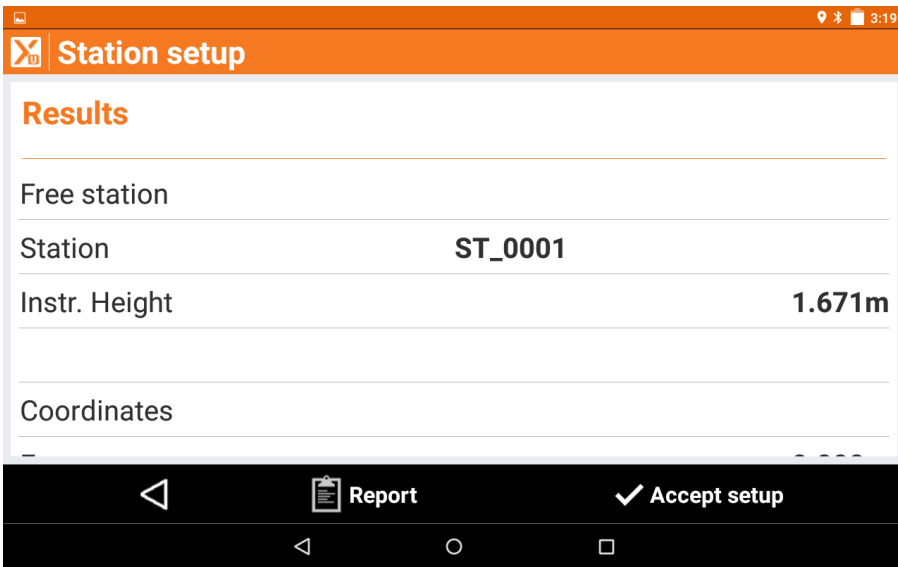 3:19
Station setup
Results
Free station
Station ST_0001
Instr. Height 1.671m
Coordinates
Report
Accept setup